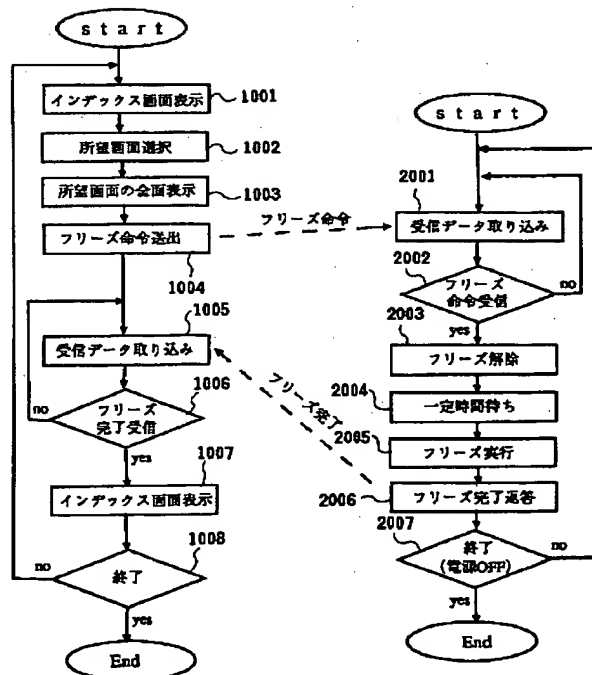 start
インデックス画面表示
1001
所望画面選択
1002
所望画面の全面表示
1003
フリーズ命令送出
1004
フリーズ命令
1005
受信データ取り込み
フリーズ
完了受信
1006
no
yes
1007
インデックス画面表示
1008
終了
no
yes
End
フリーズ完了
start
2001
受信データ取り込み
2002
フリーズ
命令受信
no
yes
2003
フリーズ解除
2004
一定時間待ち
2005
フリーズ実行
2006
フリーズ完了返答
2007
終了
(電源OFF)
no
yes
End